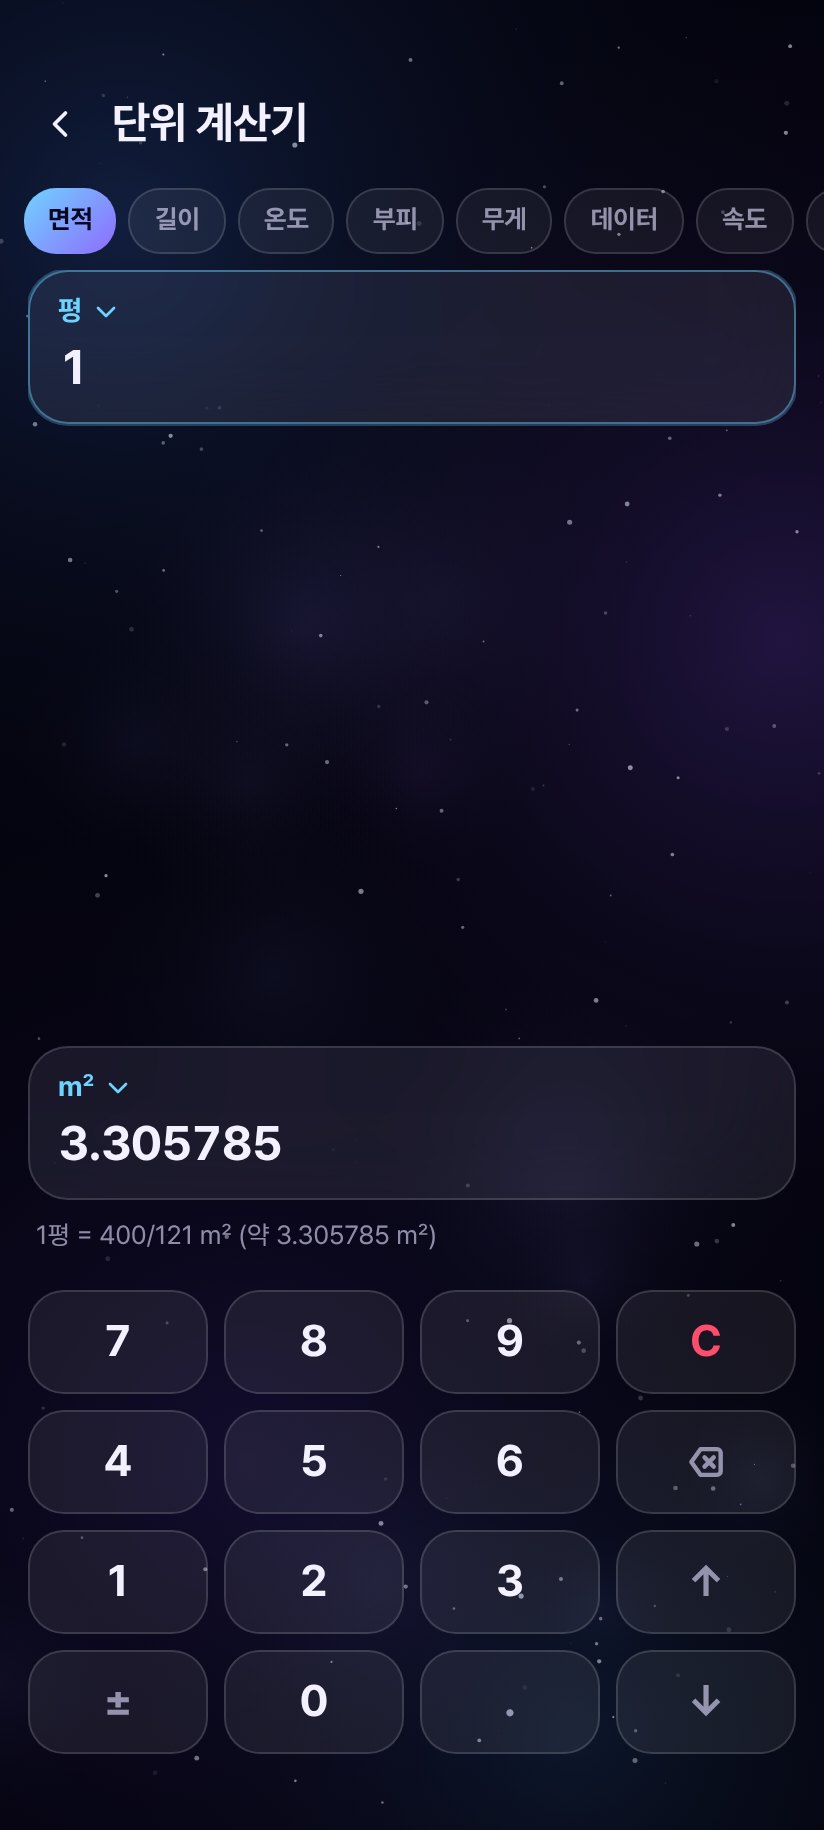 단위 계산기
면적 길이 온도 부피 무게 데이터 속도
평
1
m²
3.305785
1평 = 400/121 m² (약 3.305785 m²)
7 8 9 C
4 5 6
1 2 3 ↑
± 0 . ↓